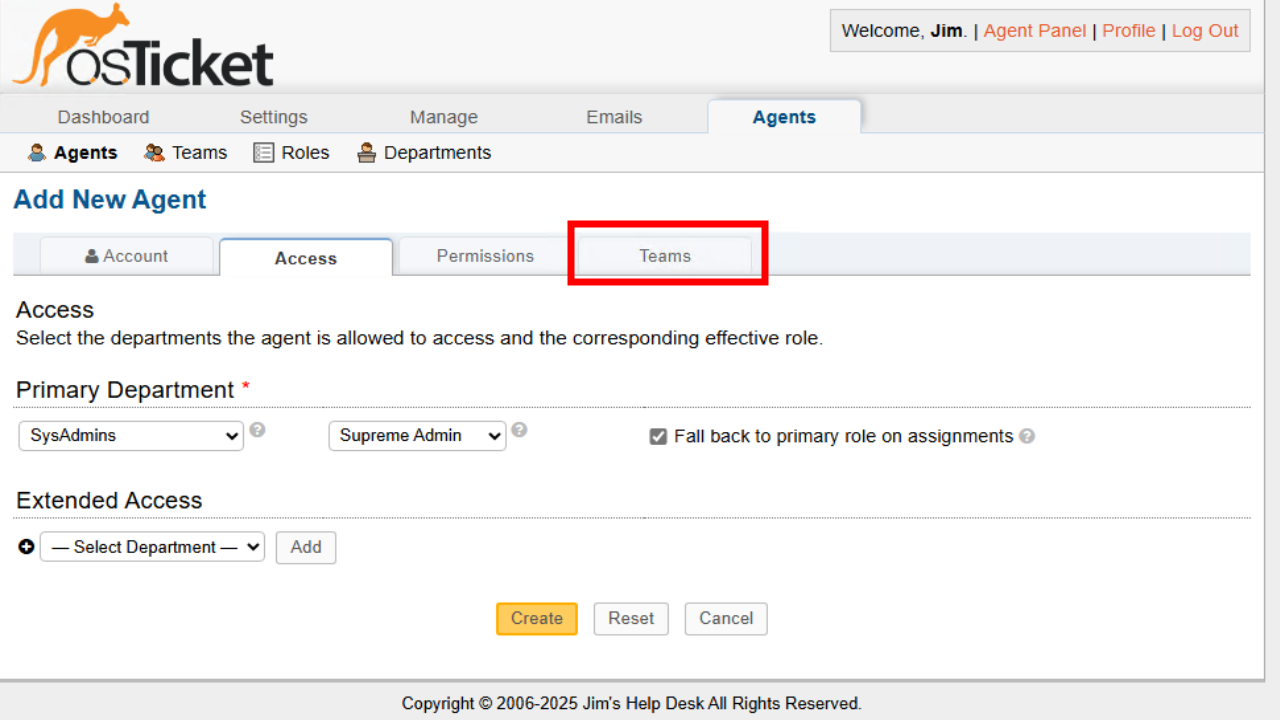 osTicket
Welcome, Jim. | Agent Panel | Profile | Log Out
Dashboard Settings Manage Emails Agents
Agents Teams Roles Departments
Add New Agent
Account Access Permissions Teams
Access
Select the departments the agent is allowed to access and the corresponding effective role.
Primary Department *
SysAdmins ? Supreme Admin ? Fall back to primary role on assignments ?
Extended Access
— Select Department — Add
Create Reset Cancel
Copyright © 2006-2025 Jim's Help Desk All Rights Reserved.